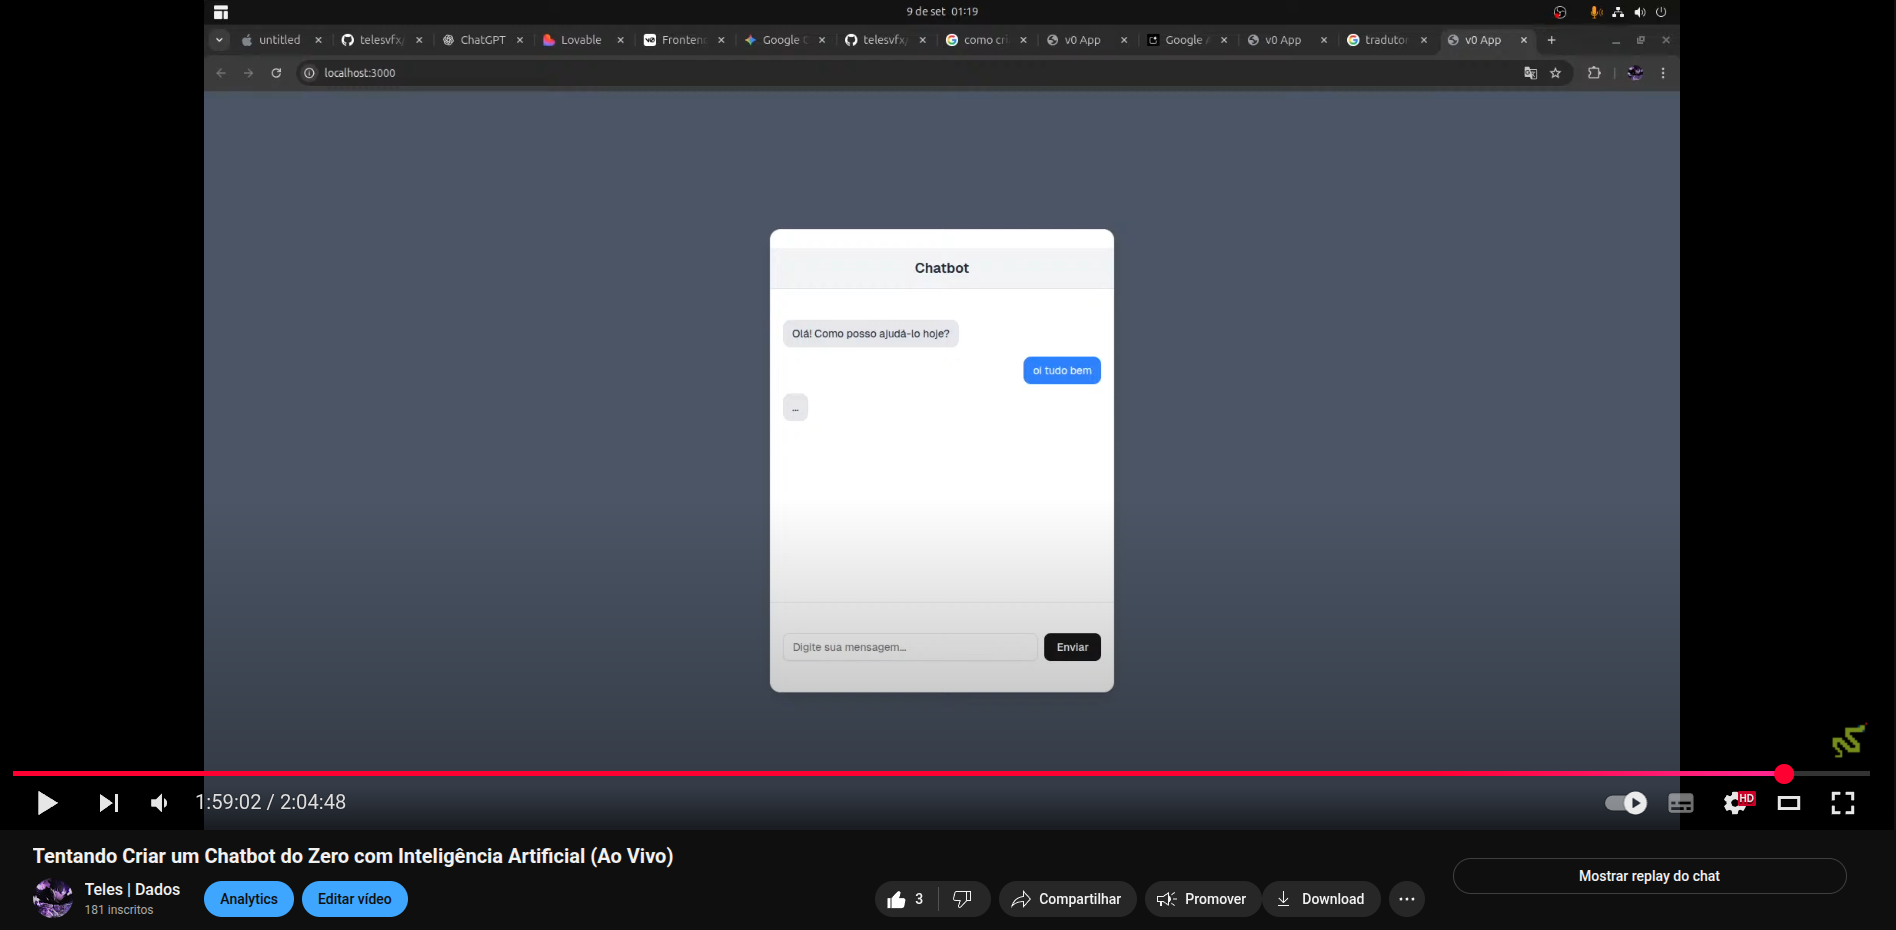 9 de set 01:19
untitled
telesvfx
ChatGPT
Lovable
Fronten
Google
telesvfx
como cri
v0 App
Google
v0 App
tradutor
v0 App
localhost:3000
Chatbot
Olá! Como posso ajudá-lo hoje?
oi tudo bem
...
Digite sua mensagem...
Enviar
1:59:02 / 2:04:48
HD
Tentando Criar um Chatbot do Zero com Inteligência Artificial (Ao Vivo)
Teles | Dados
181 inscritos
Analytics
Editar vídeo
3
Compartilhar
Promover
Download
Mostrar replay do chat